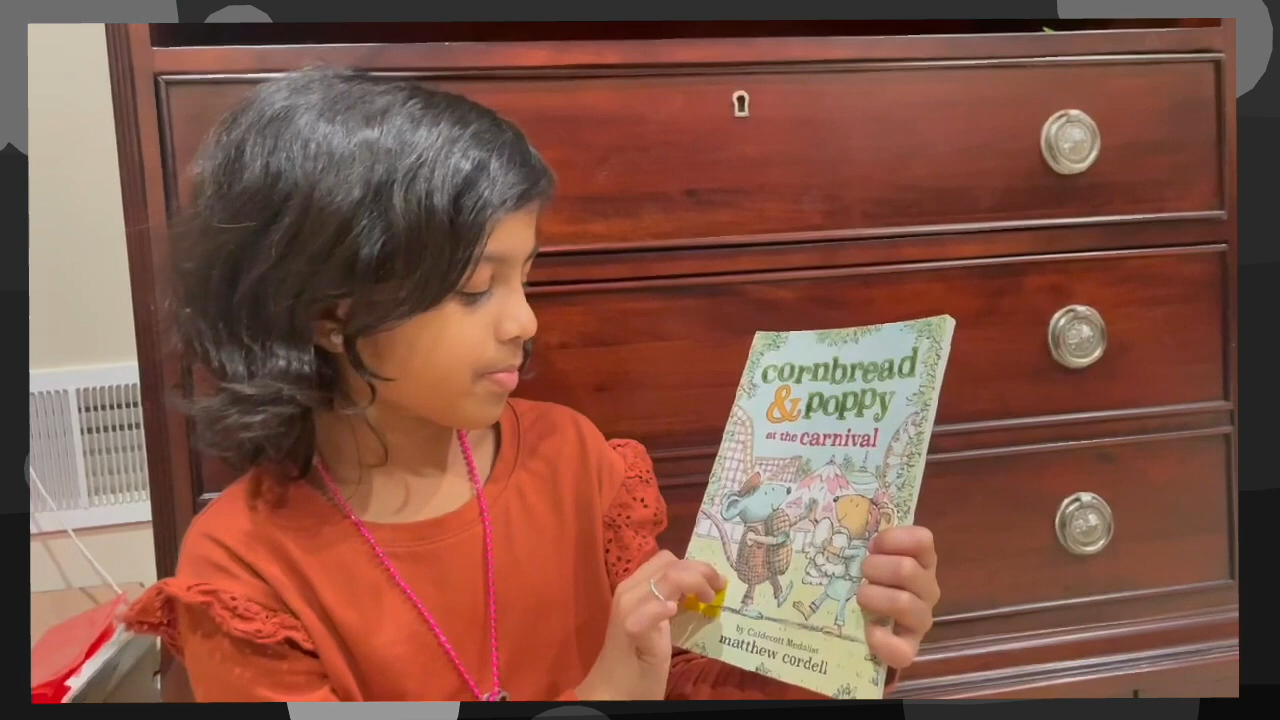 cornbread
& poppy
at the carnival
by Caldecott Medalist
matthew cordell